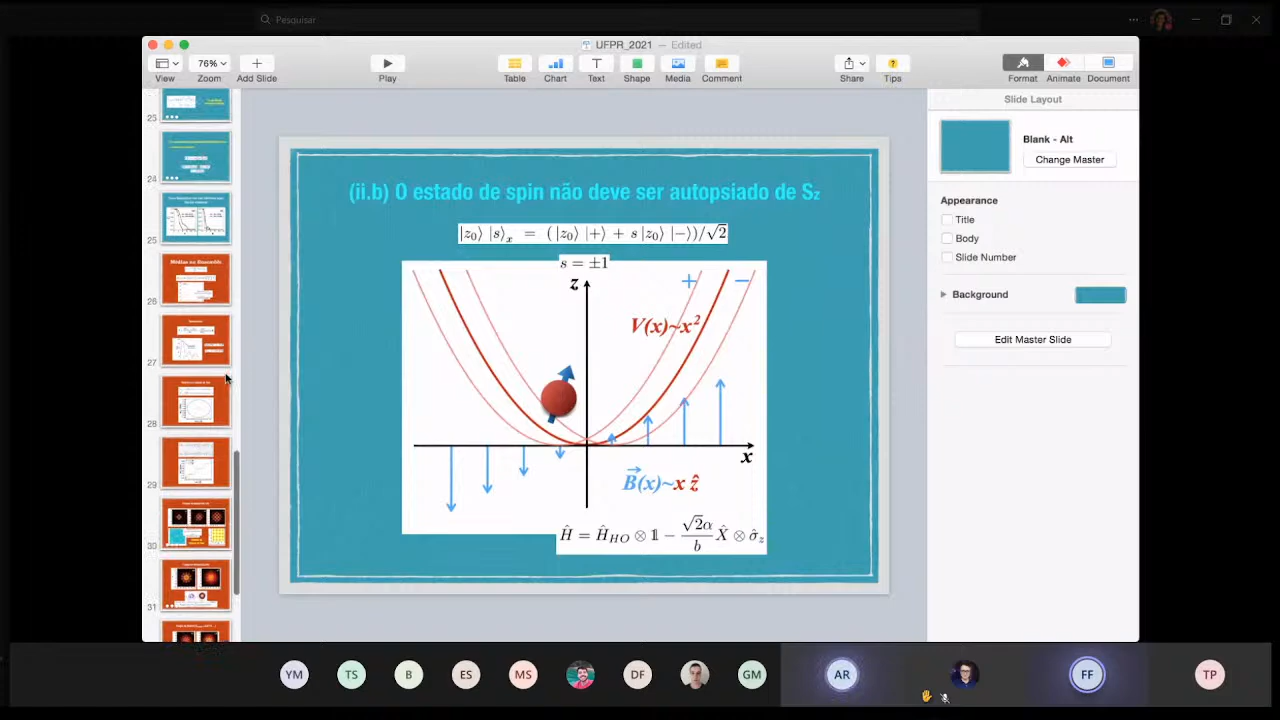 Pesquisar
UFPR_2021 — Edited
76%
View Zoom Add Slide Play Table Chart Text Shape Media Comment Share Tips Format Animate Document
Slide Layout
Blank - Alt
Change Master
Appearance
Title
Body
Slide Number
Background
Edit Master Slide
23
24
25
26
27
28
29
30
31
(ii.b) O estado de spin não deve ser autopsiado de Sz
|z₀⟩ |s⟩ₓ = (|z₀⟩ |+⟩ + s |z₀⟩ |−⟩)/√2
s = ±1
z
+ −
V(x)~x²
x
B⃗(x)~x ẑ
Ĥ = Ĥ_HO ⊗ 𝟙 − √2α/b X̂ ⊗ σ̂_z
YM TS B ES MS DF GM AR FF TP